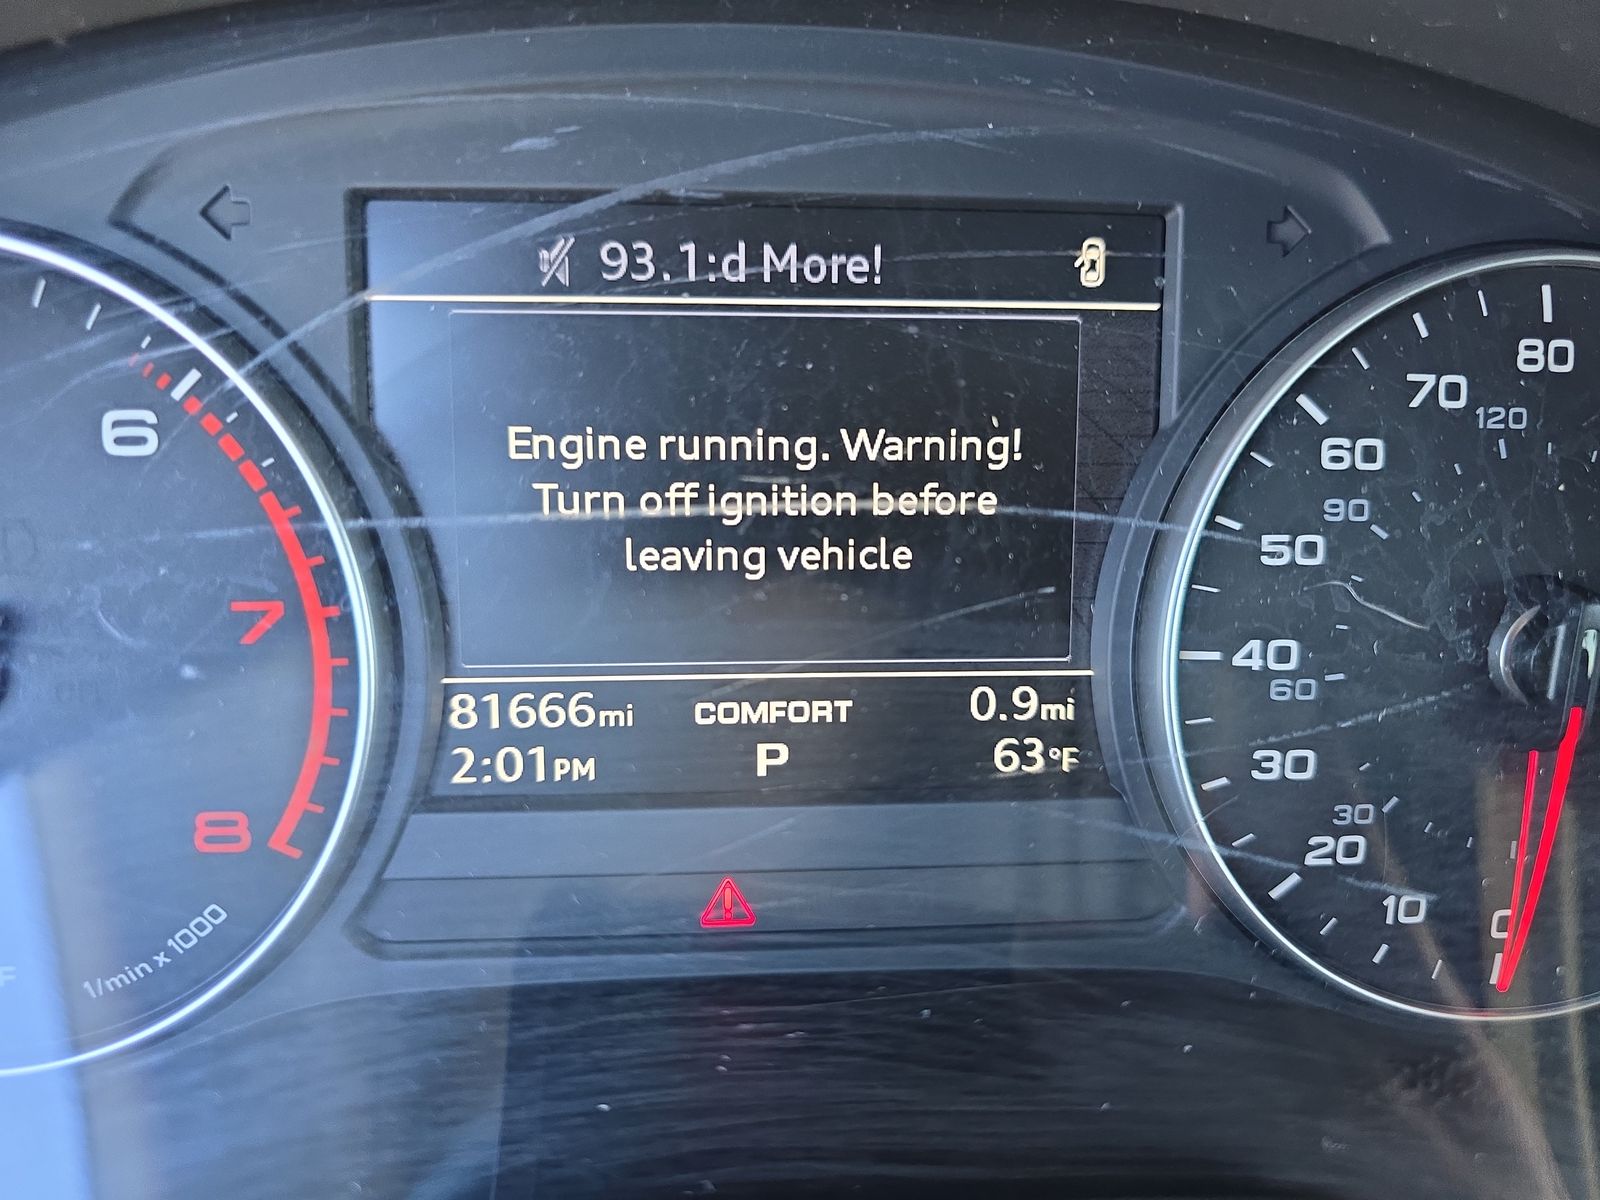 93.1:d More!
Engine running. Warning!
Turn off ignition before
leaving vehicle
81666mi COMFORT 0.9mi
2:01PM P 63°F
6
7
8
1/min x 1000
80
70
120
60
90
50
40
60
30
30
20
10
0